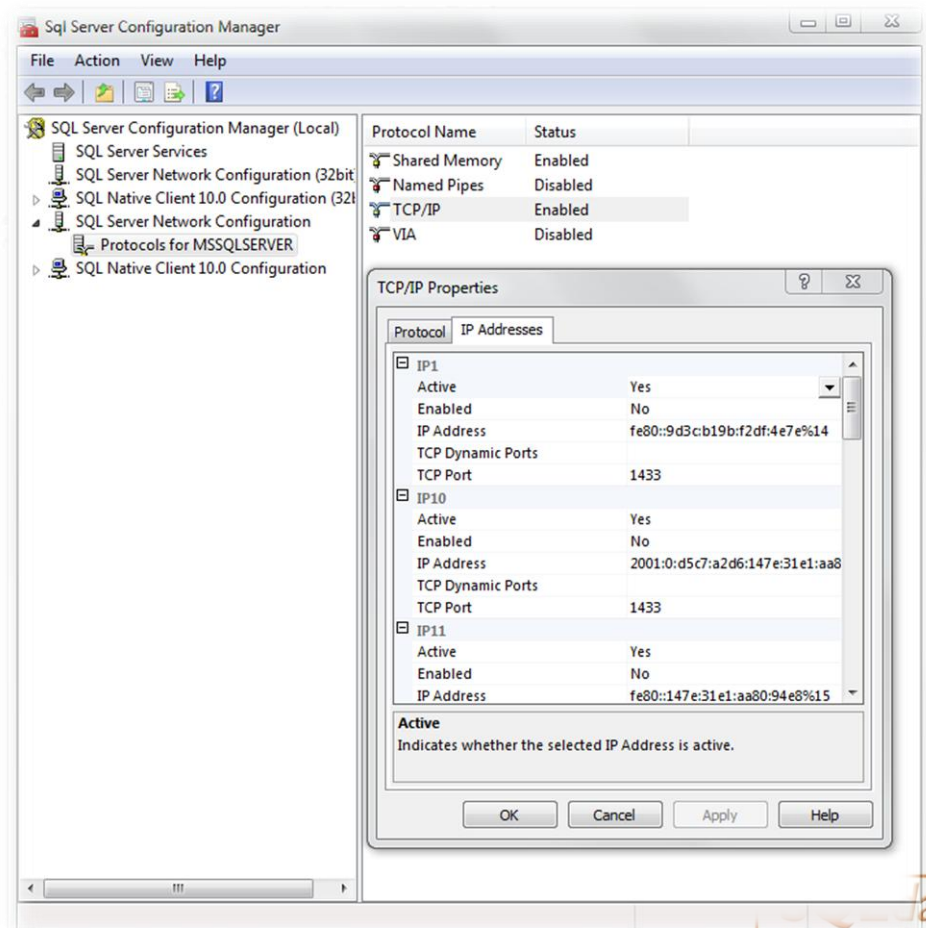 Sql Server Configuration Manager
File Action View Help
SQL Server Configuration Manager (Local)
SQL Server Services
SQL Server Network Configuration (32bit
SQL Native Client 10.0 Configuration (32
SQL Server Network Configuration
Protocols for MSSQLSERVER
SQL Native Client 10.0 Configuration
Protocol Name Status
Shared Memory Enabled
Named Pipes Disabled
TCP/IP Enabled
VIA Disabled
TCP/IP Properties
Protocol IP Addresses
IP1
Active Yes
Enabled No
IP Address fe80::9d3c:b19b:f2df:4e7e%14
TCP Dynamic Ports
TCP Port 1433
IP10
Active Yes
Enabled No
IP Address 2001:0:d5c7:a2d6:147e:31e1:aa8
TCP Dynamic Ports
TCP Port 1433
IP11
Active Yes
Enabled No
IP Address fe80::147e:31e1:aa80:94e8%15
Active
Indicates whether the selected IP Address is active.
OK Cancel Apply Help